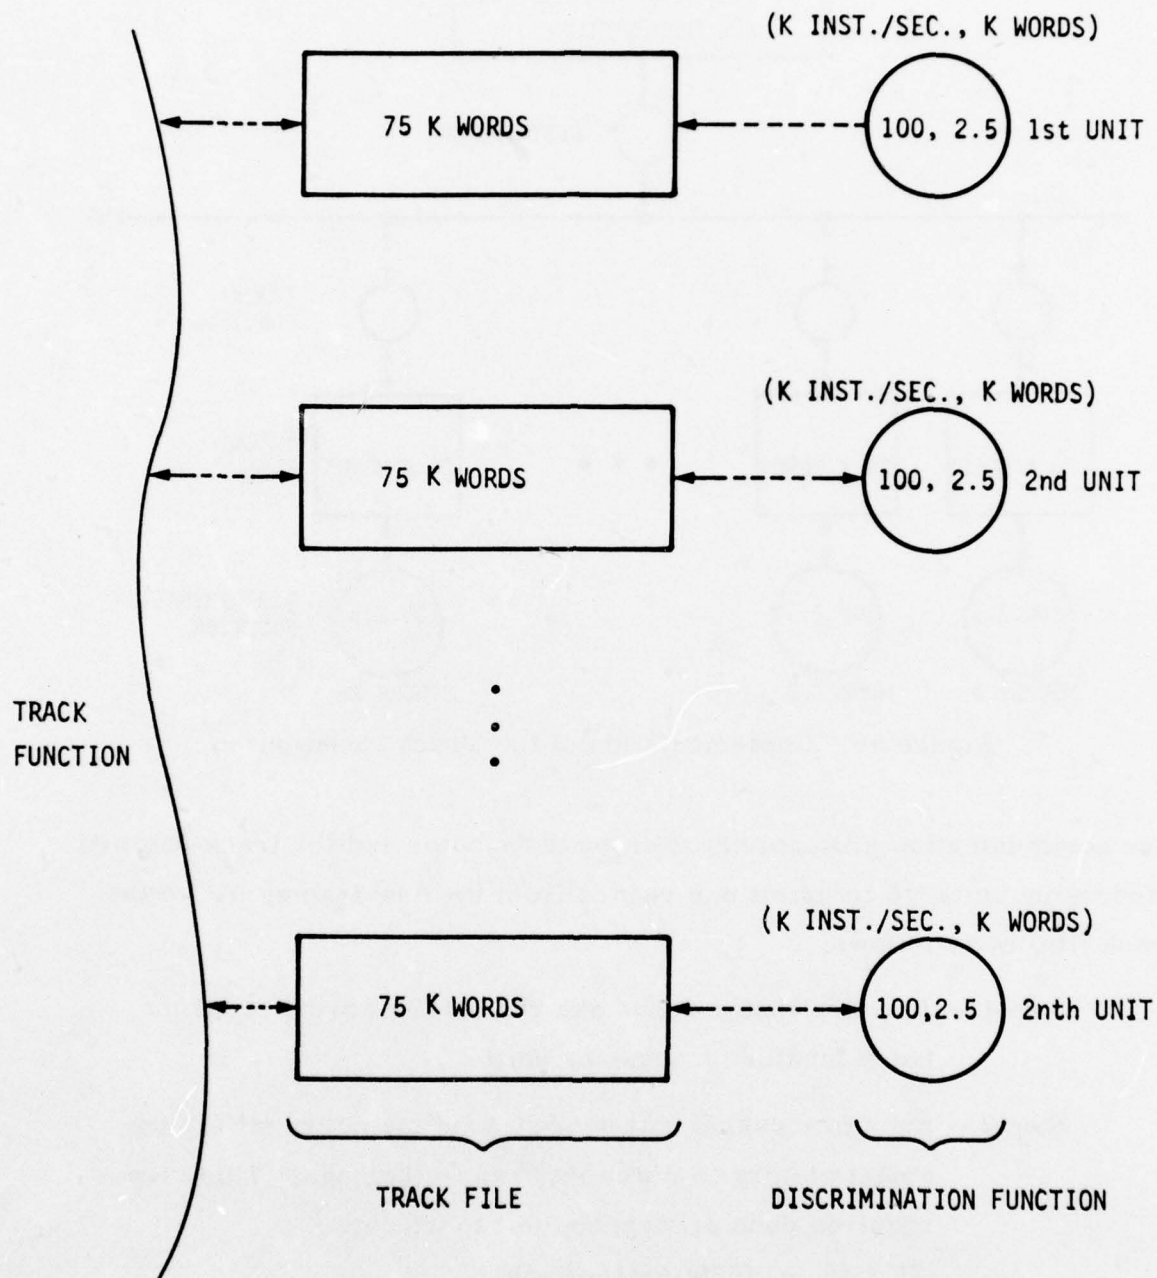 (K INST./SEC., K WORDS)
75 K WORDS
100, 2.5
1st UNIT
(K INST./SEC., K WORDS)
75 K WORDS
100, 2.5
2nd UNIT
TRACK
FUNCTION
(K INST./SEC., K WORDS)
75 K WORDS
100,2.5
2nth UNIT
TRACK FILE
DISCRIMINATION FUNCTION